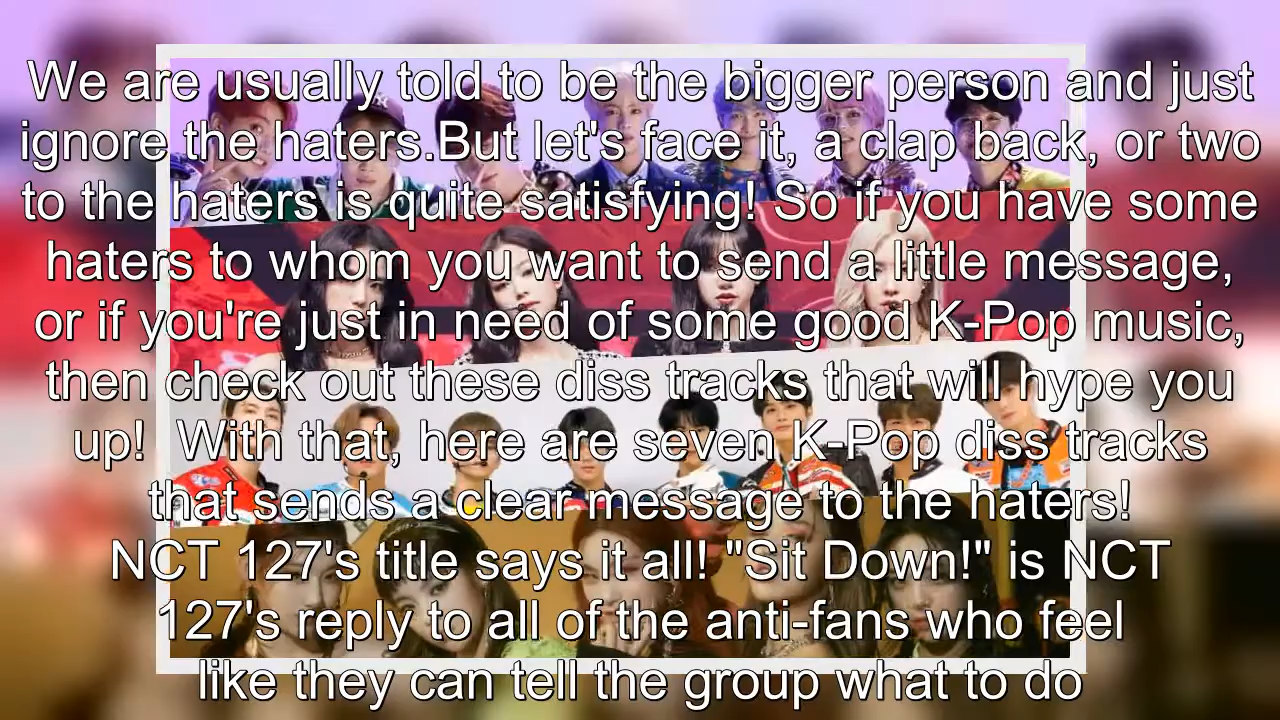 We are usually told to be the bigger person and just
ignore the haters.But let's face it, a clap back, or two
to the haters is quite satisfying! So if you have some
haters to whom you want to send a little message,
or if you're just in need of some good K-Pop music,
then check out these diss tracks that will hype you
up!  With that, here are seven K-Pop diss tracks
that sends a clear message to the haters!
NCT 127's title says it all! "Sit Down!" is NCT
127's reply to all of the anti-fans who feel
like they can tell the group what to do